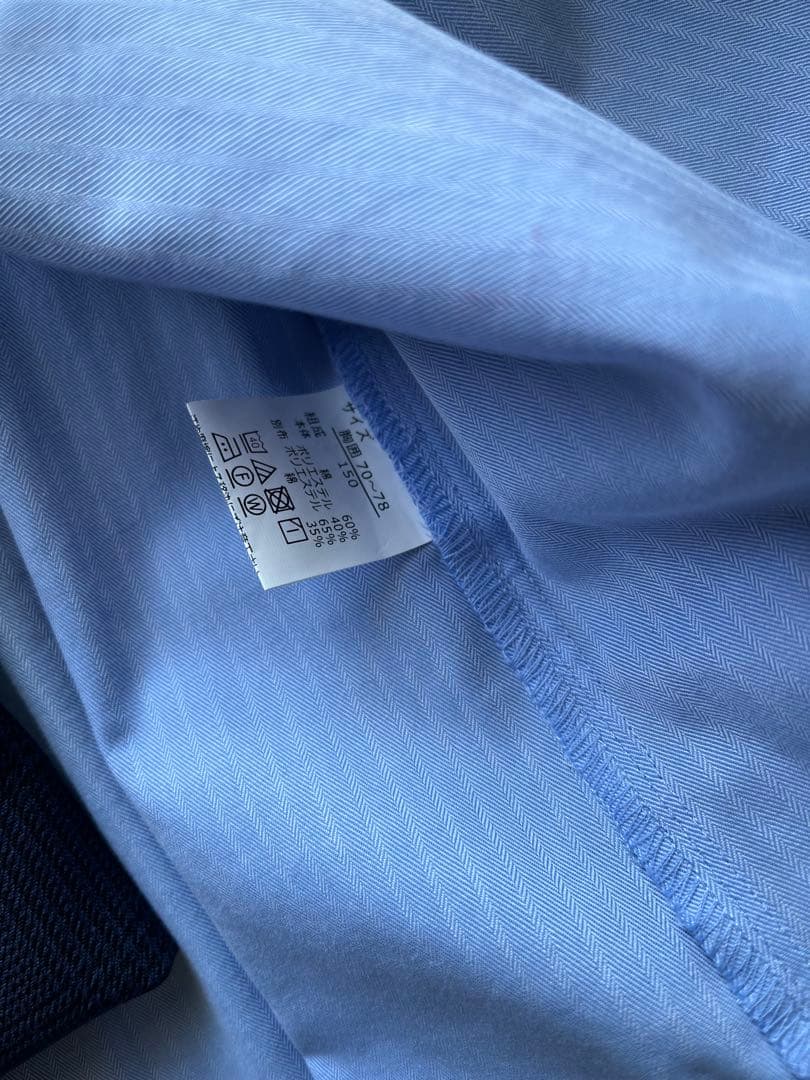 サイズ
胸囲 70~78
150
組成
本体 綿 60%
ポリエステル 40%
別布 ポリエステル 65%
綿 35%
40
F W